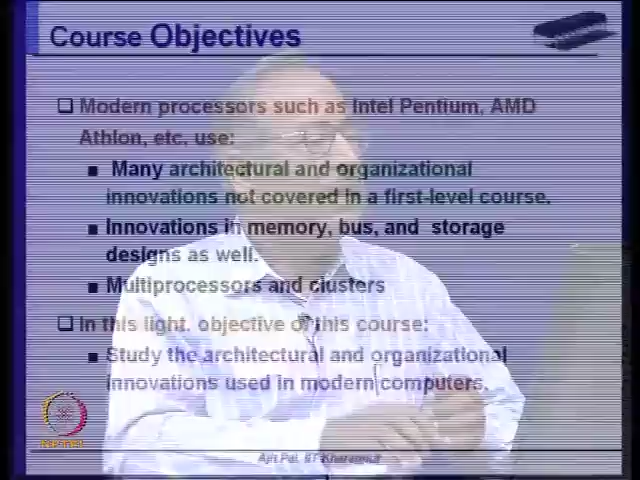 Course Objectives
Modern processors such as Intel Pentium, AMD
Athlon, etc. use:
Many architectural and organizational
innovations not covered in a first-level course.
Innovations in memory, bus, and storage
designs as well.
Multiprocessors and clusters
In this light, objective of this course:
Study the architectural and organizational
innovations used in modern computers.
Ajit Pal, IIT Kharagpur